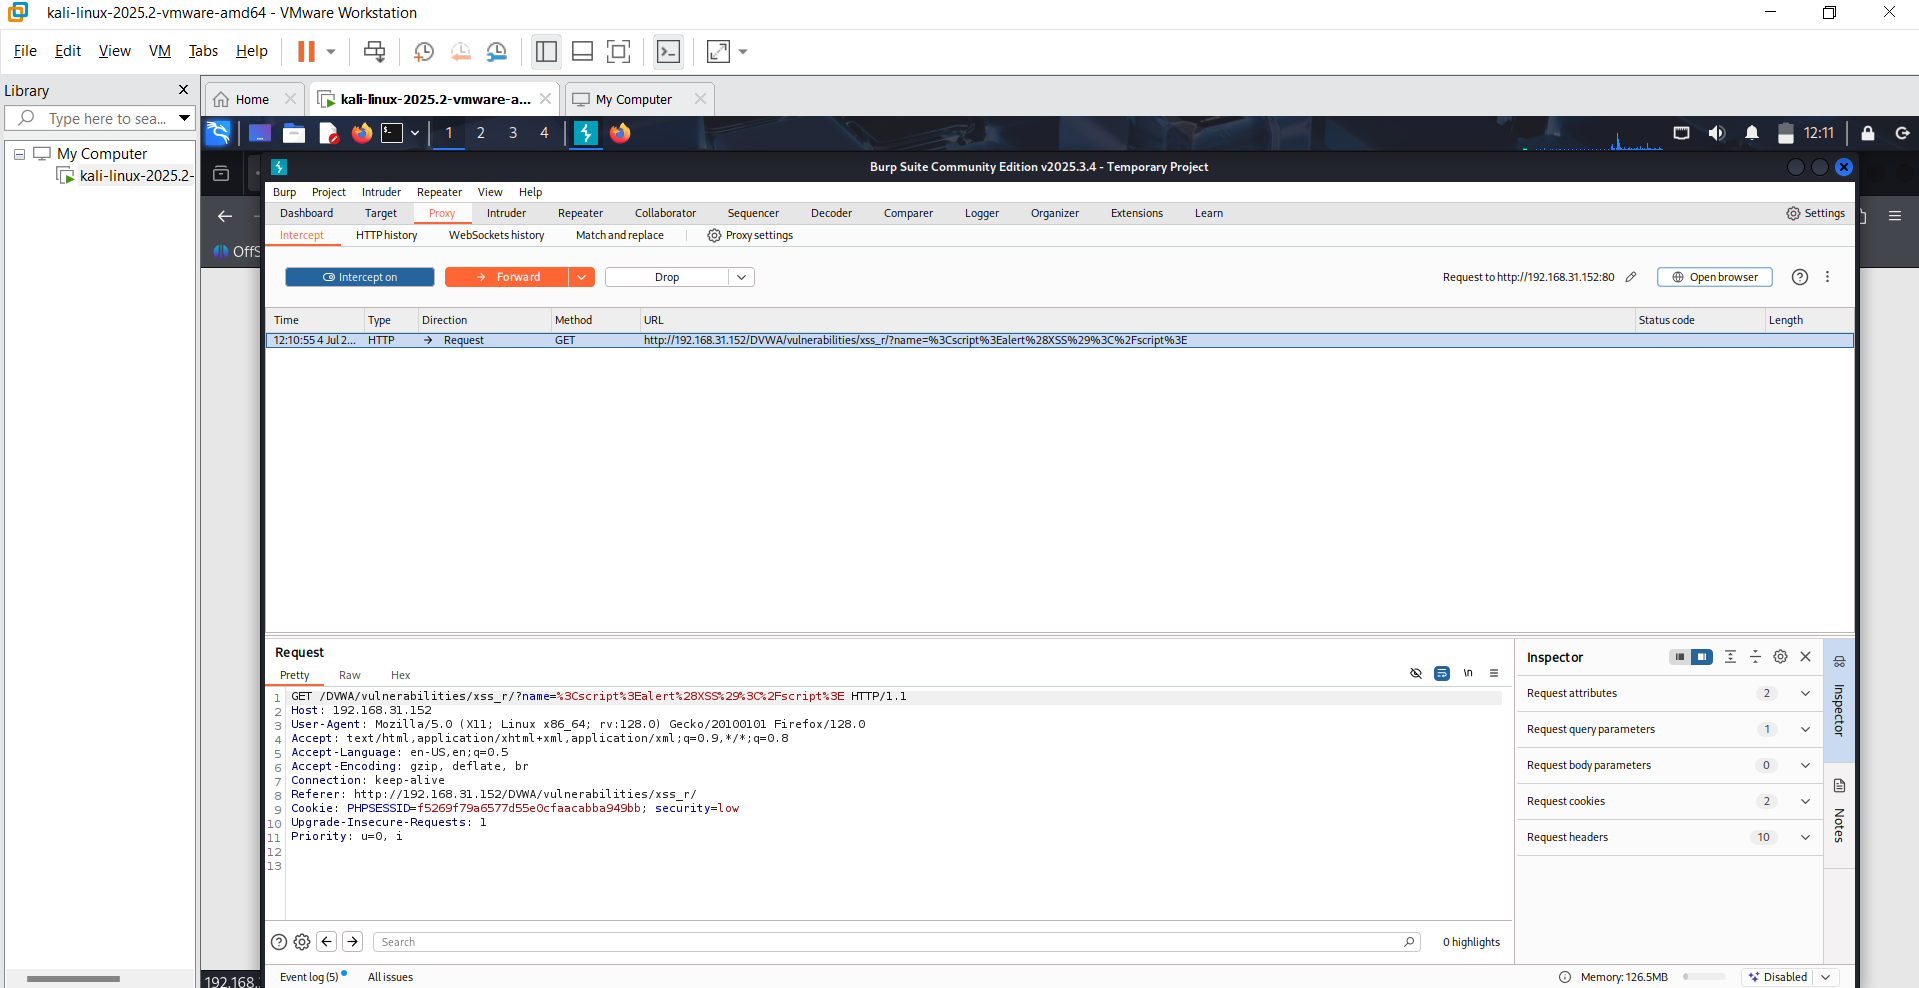 kali-linux-2025.2-vmware-amd64 - VMware Workstation
File Edit View VM Tabs Help
Library
Type here to sea...
My Computer
kali-linux-2025.2-
Home
kali-linux-2025.2-vmware-a...
My Computer
1 2 3 4
12:11
OffS
192.168.
Burp Suite Community Edition v2025.3.4 - Temporary Project
Burp Project Intruder Repeater View Help
Dashboard Target Proxy Intruder Repeater Collaborator Sequencer Decoder Comparer Logger Organizer Extensions Learn Settings
Intercept HTTP history WebSockets history Match and replace Proxy settings
Intercept on Forward Drop Request to http://192.168.31.152:80 Open browser
Time Type Direction Method URL Status code Length
12:10:55 4 Jul 2... HTTP Request GET http://192.168.31.152/DVWA/vulnerabilities/xss_r/?name=%3Cscript%3Ealert%28XSS%29%3C%2Fscript%3E
Request
Pretty Raw Hex
\n
1 GET /DVWA/vulnerabilities/xss_r/?name=%3Cscript%3Ealert%28XSS%29%3C%2Fscript%3E HTTP/1.1
2 Host: 192.168.31.152
3 User-Agent: Mozilla/5.0 (X11; Linux x86_64; rv:128.0) Gecko/20100101 Firefox/128.0
4 Accept: text/html,application/xhtml+xml,application/xml;q=0.9,*/*;q=0.8
5 Accept-Language: en-US,en;q=0.5
6 Accept-Encoding: gzip, deflate, br
7 Connection: keep-alive
8 Referer: http://192.168.31.152/DVWA/vulnerabilities/xss_r/
9 Cookie: PHPSESSID=f5269f79a6577d55e0cfaacabba949bb; security=low
10 Upgrade-Insecure-Requests: 1
11 Priority: u=0, i
12
13
Search
0 highlights
Inspector
Request attributes 2
Request query parameters 1
Request body parameters 0
Request cookies 2
Request headers 10
Inspector
Notes
Event log (5) All issues
Memory: 126.5MB
Disabled